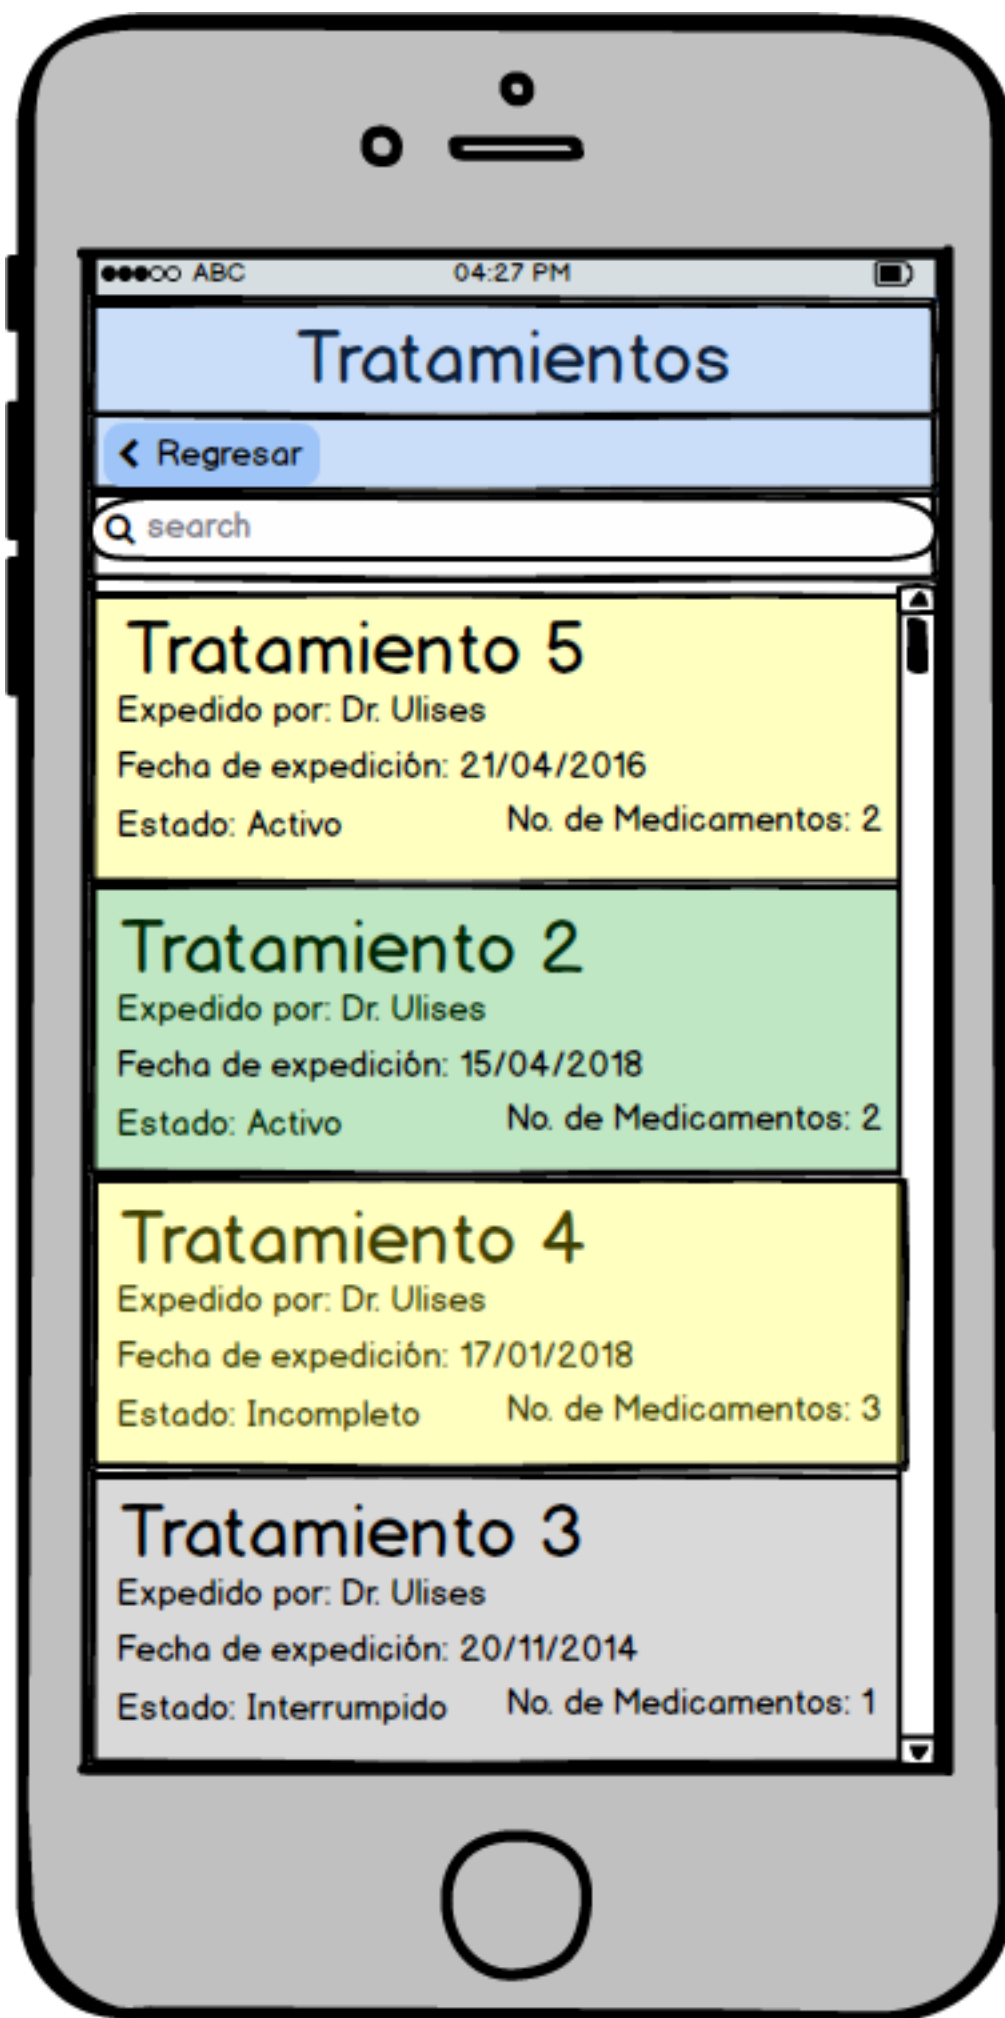 ABC 04:27 PM
Tratamientos
Regresar
search
Tratamiento 5
Expedido por: Dr. Ulises
Fecha de expedición: 21/04/2016
Estado: Activo No. de Medicamentos: 2
Tratamiento 2
Expedido por: Dr. Ulises
Fecha de expedición: 15/04/2018
Estado: Activo No. de Medicamentos: 2
Tratamiento 4
Expedido por: Dr. Ulises
Fecha de expedición: 17/01/2018
Estado: Incompleto No. de Medicamentos: 3
Tratamiento 3
Expedido por: Dr. Ulises
Fecha de expedición: 20/11/2014
Estado: Interrumpido No. de Medicamentos: 1